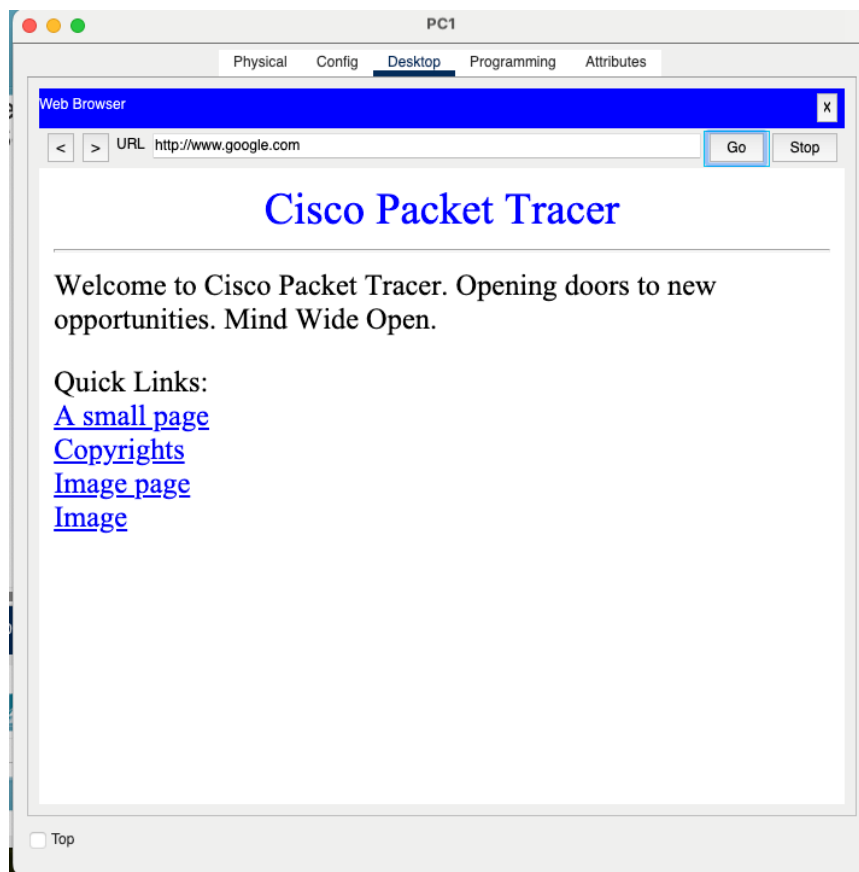 PC1
Physical Config Desktop Programming Attributes
Web Browser X
< > URL http://www.google.com Go Stop
Cisco Packet Tracer
Welcome to Cisco Packet Tracer. Opening doors to new
opportunities. Mind Wide Open.
Quick Links:
A small page
Copyrights
Image page
Image
Top